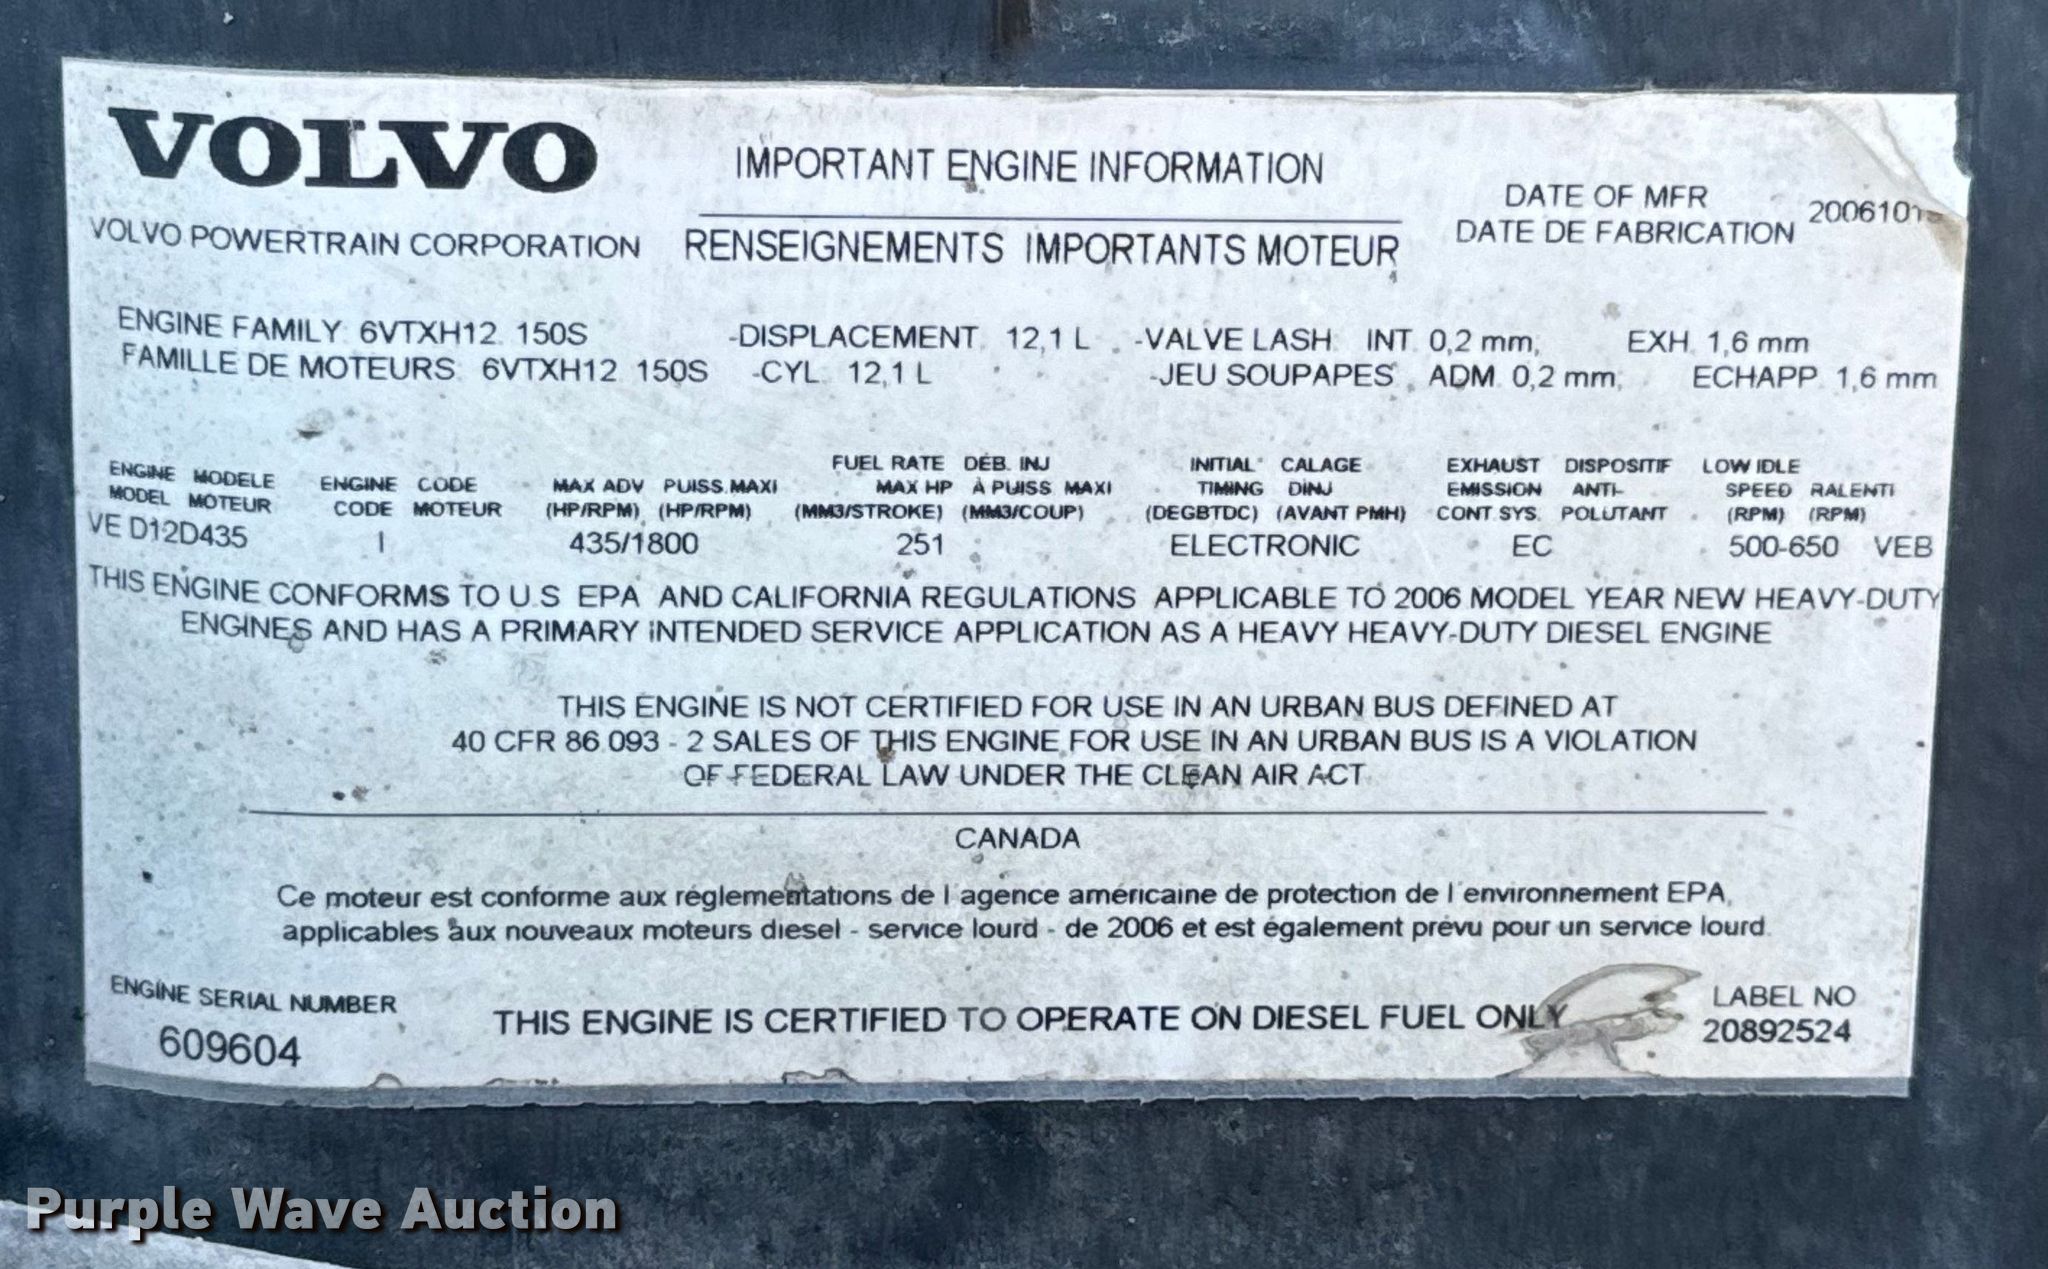 VOLVO
VOLVO POWERTRAIN CORPORATION
IMPORTANT ENGINE INFORMATION
RENSEIGNEMENTS IMPORTANTS MOTEUR
DATE OF MFR
DATE DE FABRICATION
ENGINE FAMILY 6VTXH12 150S -DISPLACEMENT 12,1 L -VALVE LASH INT 0,2 mm, EXH 1,6 mm
FAMILLE DE MOTEURS 6VTXH12 150S -CYL 12,1 L -JEU SOUPAPES ADM 0,2 mm, ECHAPP 1,6 mm
ENGINE MODELE
MODEL MOTEUR
VE D12D435
ENGINE CODE
CODE MOTEUR
I
MAX ADV PUISS.MAXI
(HP/RPM) (HP/RPM)
435/1800
FUEL RATE DÉB. INJ
MAX HP À PUISS MAXI
(MM3/STROKE) (MM3/COUP)
251
INITIAL CALAGE
TIMING DINJ
(DEGBTDC) (AVANT PMH)
ELECTRONIC
EXHAUST DISPOSITIF
EMISSION ANTI-
CONT.SYS. POLUTANT
EC
LOW IDLE
SPEED RALENTI
(RPM) (RPM)
500-650 VEB
THIS ENGINE CONFORMS TO U.S EPA AND CALIFORNIA REGULATIONS APPLICABLE TO 2006 MODEL YEAR NEW HEAVY-DUTY
ENGINES AND HAS A PRIMARY INTENDED SERVICE APPLICATION AS A HEAVY HEAVY-DUTY DIESEL ENGINE
THIS ENGINE IS NOT CERTIFIED FOR USE IN AN URBAN BUS DEFINED AT
40 CFR 86.093 - 2 SALES OF THIS ENGINE FOR USE IN AN URBAN BUS IS A VIOLATION
OF FEDERAL LAW UNDER THE CLEAN AIR ACT
CANADA
Ce moteur est conforme aux réglementations de l'agence américaine de protection de l'environnement EPA,
applicables aux nouveaux moteurs diesel - service lourd - de 2006 et est également prévu pour un service lourd.
ENGINE SERIAL NUMBER
609604
THIS ENGINE IS CERTIFIED TO OPERATE ON DIESEL FUEL ONLY
LABEL NO
20892524
Purple Wave Auction